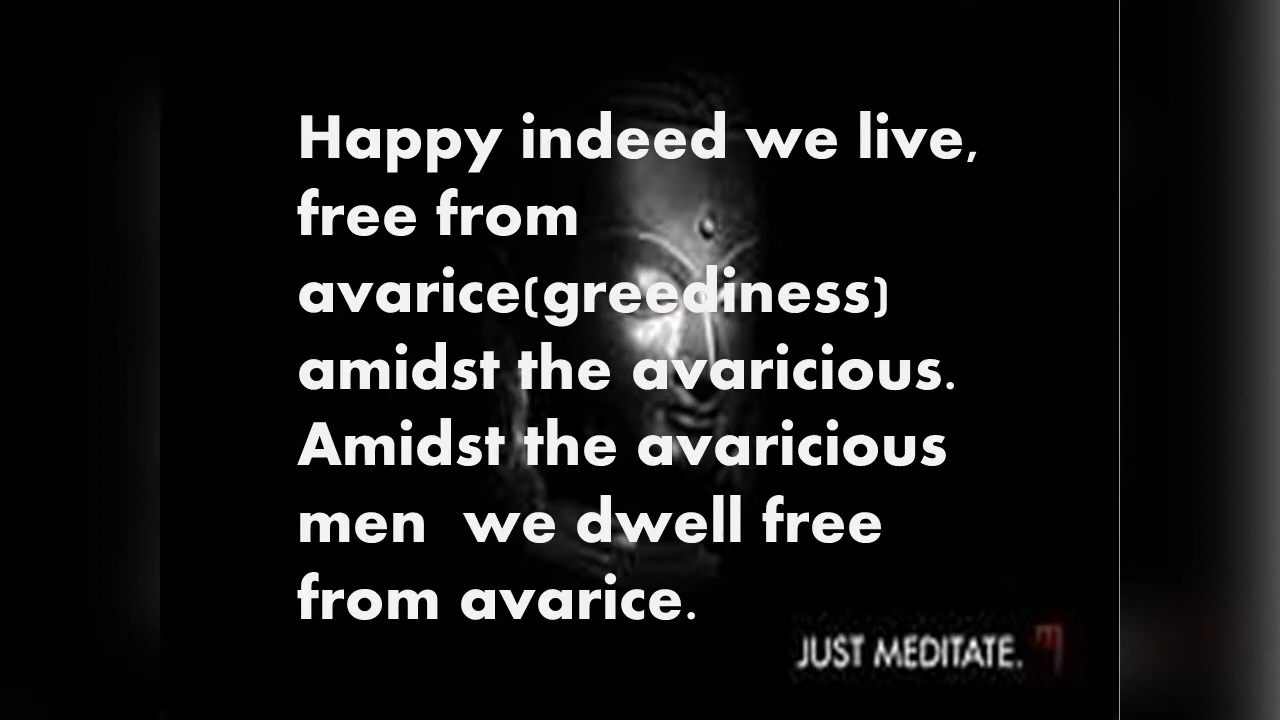 Happy indeed we live,
free from
avarice(greediness)
amidst the avaricious.
Amidst the avaricious
men  we dwell free
from avarice.
JUST MEDITATE.